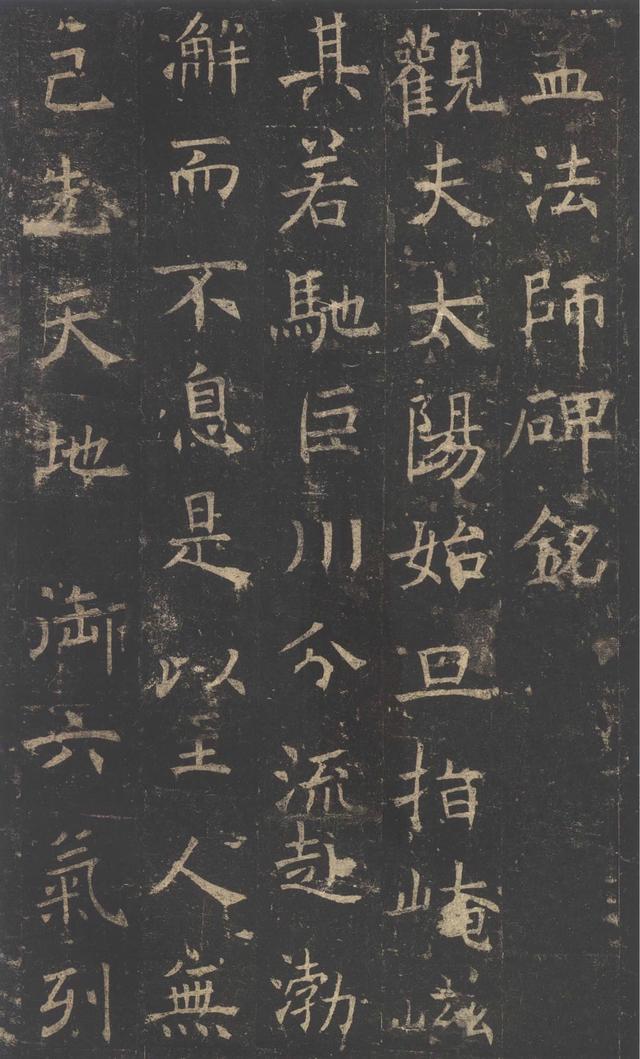 孟法師碑銘
觀夫太陽始旦指崦嵫
其若馳巨川分流赴渤
澥而不息是以至人無
己先天地御六氣列